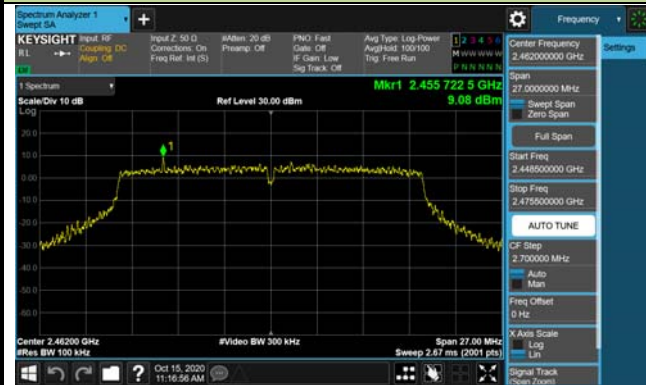 Spectrum Analyzer 1
Swept SA
+
Frequency
KEYSIGHT
RL
Input: RF
Coupling: DC
Align: Off
Input Z: 50 Ω
Corrections: On
Freq Ref: Int (S)
#Atten: 20 dB
Preamp: Off
PNO: Fast
Gate: Off
IF Gain: Low
Sig Track: Off
Avg Type: Log-Power
Avg|Hold: 100/100
Trig: Free Run
1 2 3 4 5 6
M W W W W W
P N N N N N
1 Spectrum
Scale/Div 10 dB
Ref Level 30.00 dBm
Mkr1 2.455 722 5 GHz
9.08 dBm
Log
20.0
10.0
0.00
-10.0
-20.0
-30.0
-40.0
-50.0
-60.0
1
Center 2.46200 GHz
#Res BW 100 kHz
#Video BW 300 kHz
Span 27.00 MHz
Sweep 2.67 ms (2001 pts)
Oct 15, 2020
11:16:56 AM
?
Settings
Center Frequency
2.462000000 GHz
Span
27.0000000 MHz
Swept Span
Zero Span
Full Span
Start Freq
2.448500000 GHz
Stop Freq
2.475500000 GHz
AUTO TUNE
CF Step
2.700000 MHz
Auto
Man
Freq Offset
0 Hz
X Axis Scale
Log
Lin
Signal Track
(Span Zoom)